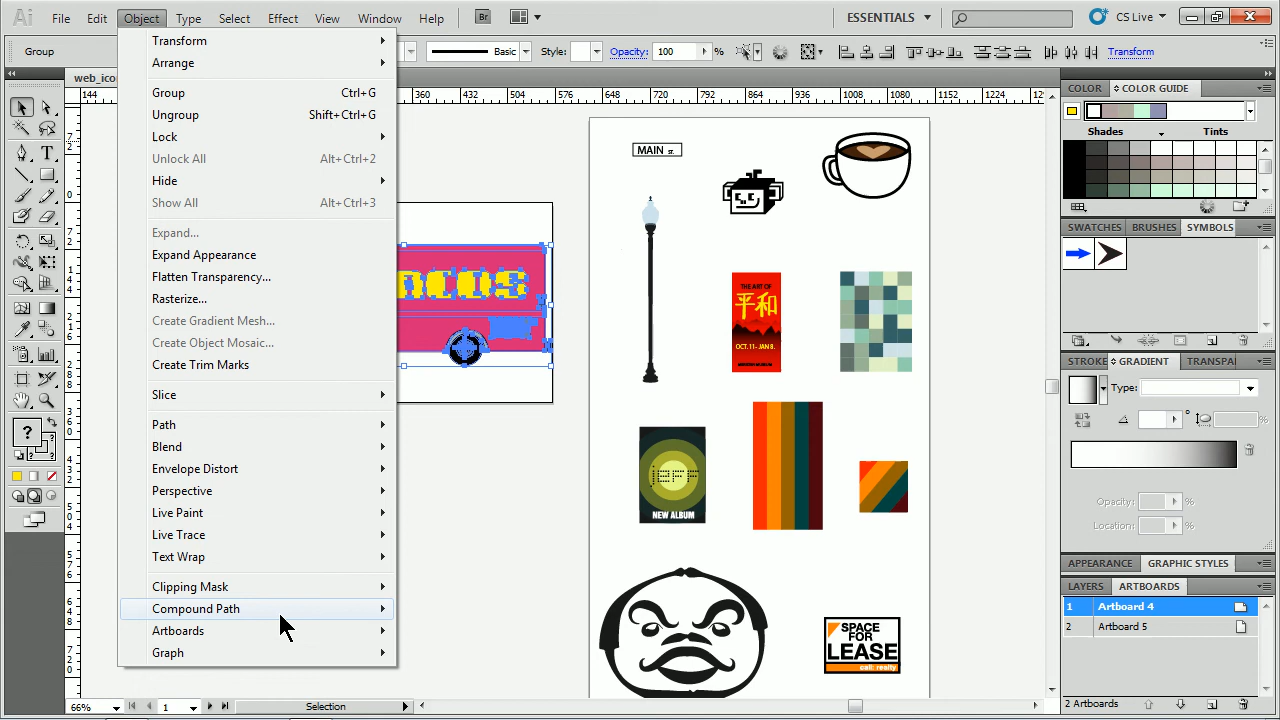 Ai File Edit Object Type Select Effect View Window Help Br ESSENTIALS CS Live
Group Basic Style: Opacity: 100 % Transform
web_ico
144 360 432 504 576 648 720 792 864 936 1008 1080
Transform
Arrange
Group Ctrl+G
Ungroup Shift+Ctrl+G
Lock
Unlock All Alt+Ctrl+2
Hide
Show All Alt+Ctrl+3
Expand...
Expand Appearance
Flatten Transparency...
Rasterize...
Create Gradient Mesh...
Create Object Mosaic...
Create Trim Marks
Slice
Path
Blend
Envelope Distort
Perspective
Live Paint
Live Trace
Text Wrap
Clipping Mask
Compound Path
Artboards
Graph
ACOS
MAIN ST.
THE ART OF
平和
OCT. 11 - JAN 8.
jeff
NEW ALBUM
SPACE
FOR
LEASE
call: realty
COLOR COLOR GUIDE
Shades Tints
SWATCHES BRUSHES SYMBOLS
STROKE GRADIENT TRANSPA
Type:
°
%
Opacity: %
Location: %
APPEARANCE GRAPHIC STYLES
LAYERS ARTBOARDS
1 Artboard 4
2 Artboard 5
2 Artboards
66% 1 Selection